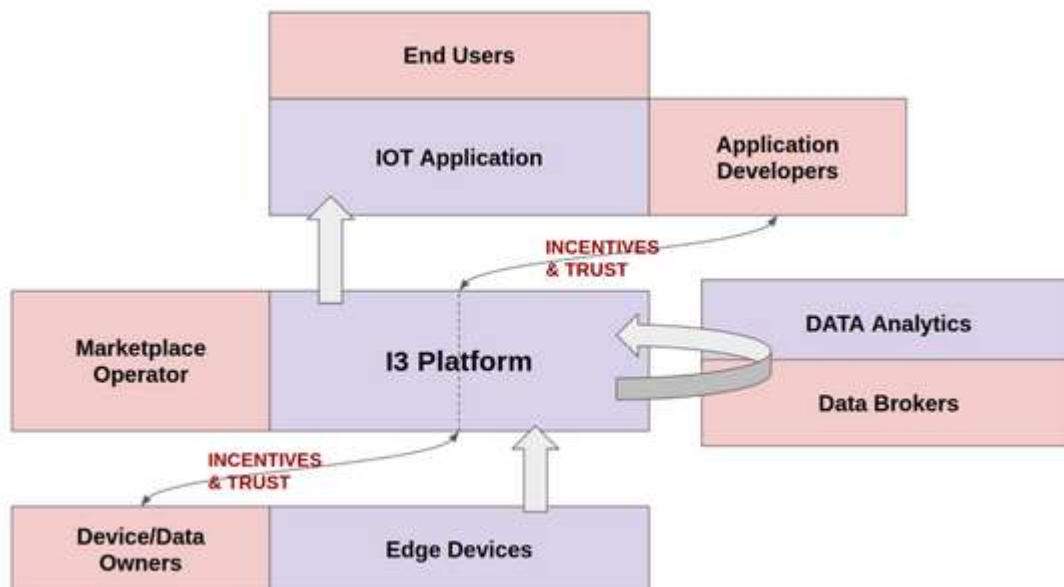 End Users
IOT Application
Application
Developers
INCENTIVES
& TRUST
Marketplace
Operator
I3 Platform
DATA Analytics
Data Brokers
INCENTIVES
& TRUST
Device/Data
Owners
Edge Devices